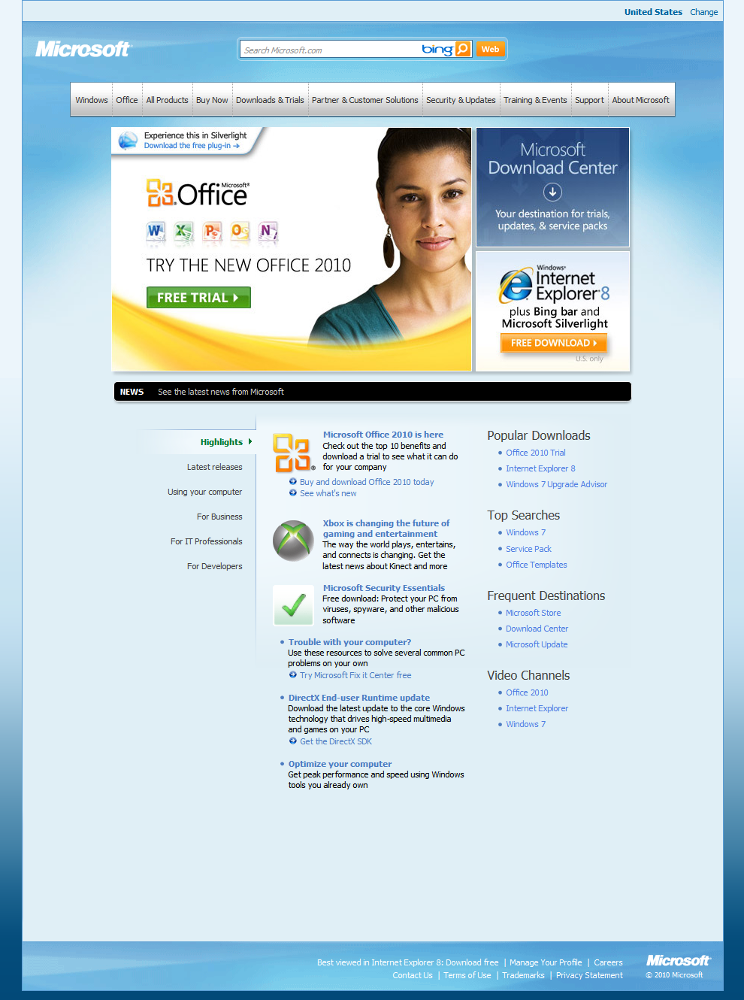 United States Change
Microsoft
Search Microsoft.com bing Web
Windows Office All Products Buy Now Downloads & Trials Partner & Customer Solutions Security & Updates Training & Events Support About Microsoft
Experience this in Silverlight
Download the free plug-in
Microsoft®
Office
W X P O N
TRY THE NEW OFFICE 2010
FREE TRIAL
Microsoft
Download Center
Your destination for trials,
updates, & service packs
Windows®
Internet
Explorer 8
plus Bing bar and
Microsoft Silverlight
FREE DOWNLOAD
U.S. only
NEWS See the latest news from Microsoft
Highlights
Latest releases
Using your computer
For Business
For IT Professionals
For Developers
Microsoft Office 2010 is here
Check out the top 10 benefits and
download a trial to see what it can do
for your company
Buy and download Office 2010 today
See what's new
Xbox is changing the future of
gaming and entertainment
The way the world plays, entertains,
and connects is changing. Get the
latest news about Kinect and more
Microsoft Security Essentials
Free download: Protect your PC from
viruses, spyware, and other malicious
software
Trouble with your computer?
Use these resources to solve several common PC
problems on your own
Try Microsoft Fix it Center free
DirectX End-user Runtime update
Download the latest update to the core Windows
technology that drives high-speed multimedia
and games on your PC
Get the DirectX SDK
Optimize your computer
Get peak performance and speed using Windows
tools you already own
Popular Downloads
Office 2010 Trial
Internet Explorer 8
Windows 7 Upgrade Advisor
Top Searches
Windows 7
Service Pack
Office Templates
Frequent Destinations
Microsoft Store
Download Center
Microsoft Update
Video Channels
Office 2010
Internet Explorer
Windows 7
Best viewed in Internet Explorer 8: Download free | Manage Your Profile | Careers
Contact Us | Terms of Use | Trademarks | Privacy Statement
Microsoft
© 2010 Microsoft